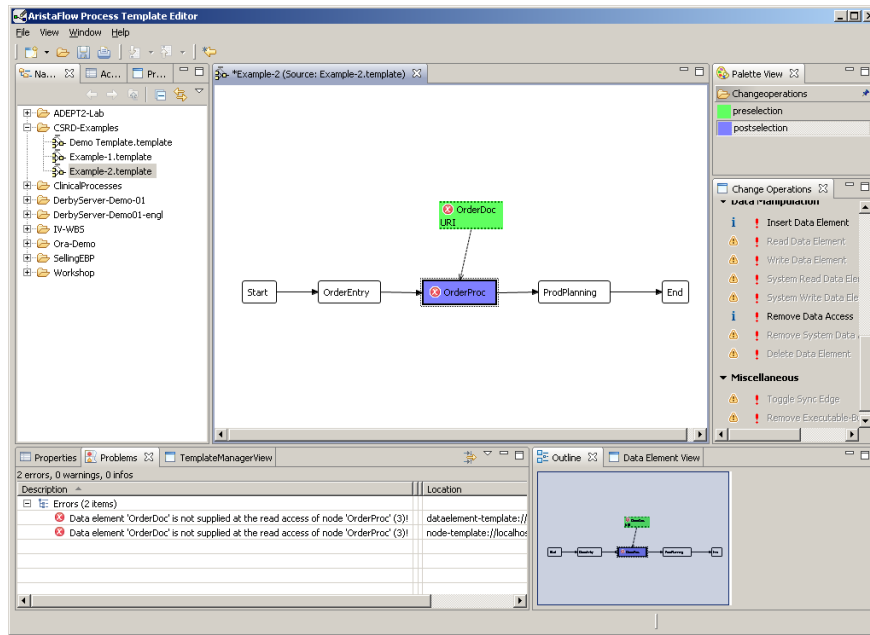 AristaFlow Process Template Editor
File View Window Help
Na... Ac... Pr...
*Example-2 (Source: Example-2.template)
Palette View
Changeoperations
preselection
postselection
ADEPT2-Lab
CSRD-Examples
Demo Template.template
Example-1.template
Example-2.template
ClinicalProcesses
DerbyServer-Demo-01
DerbyServer-Demo01-engl
IV-WBS
Ora-Demo
SellingEBP
Workshop
OrderDoc
URI
Start OrderEntry OrderProc ProdPlanning End
Change Operations
Data Manipulation
i ! Insert Data Element
! Read Data Element
! Write Data Element
! System Read Data Ele
! System Write Data Ele
i ! Remove Data Access
! Remove System Data
! Delete Data Element
Miscellaneous
! Toggle Sync Edge
! Remove Executable-B
Properties Problems TemplateManagerView
2 errors, 0 warnings, 0 infos
Description Location
Errors (2 items)
Data element 'OrderDoc' is not supplied at the read access of node 'OrderProc' (3)! dataelement-template://
Data element 'OrderDoc' is not supplied at the read access of node 'OrderProc' (3)! node-template://localhos
Outline Data Element View